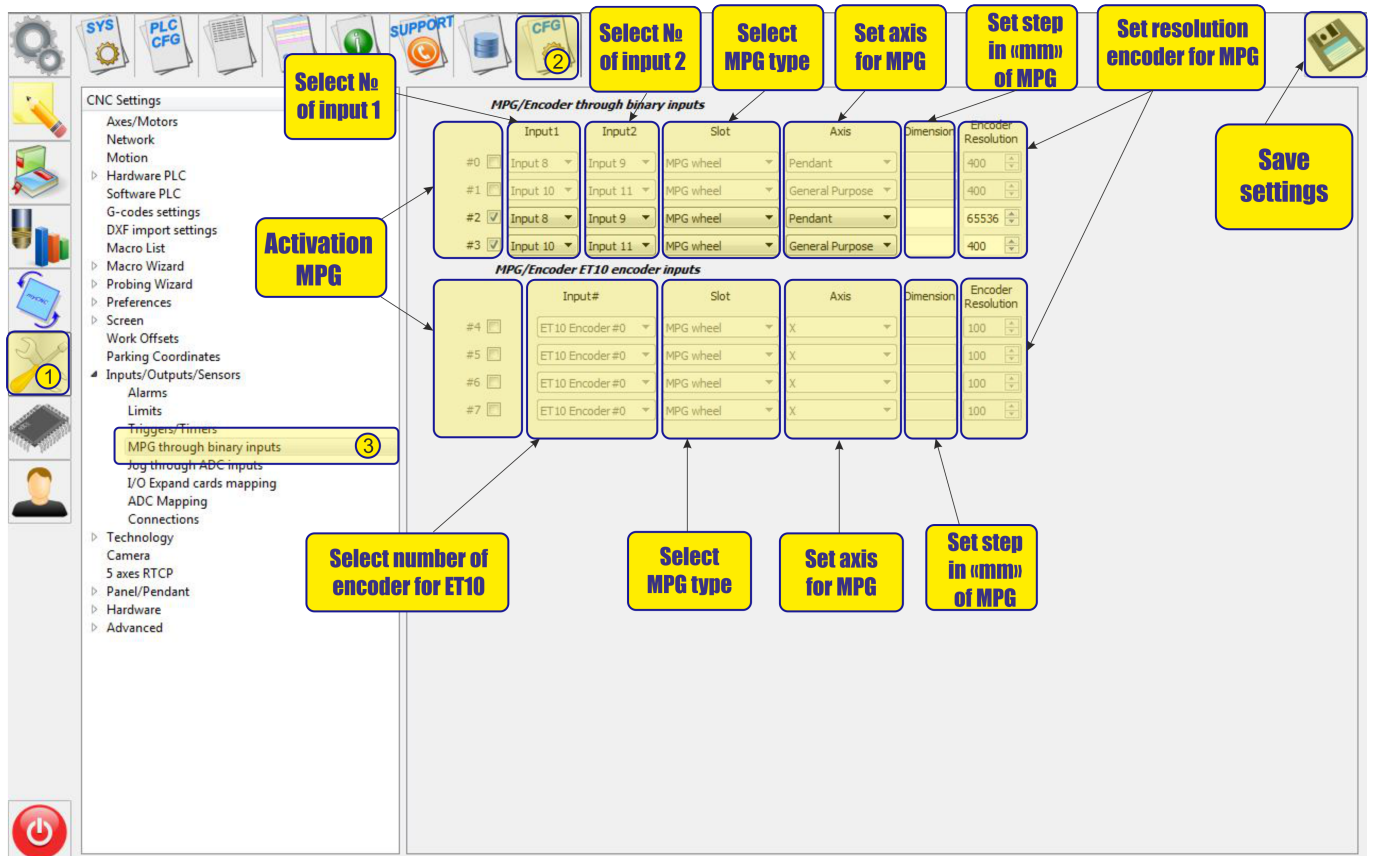 SYS
PLC
CFG
SUPPORT
CFG
2
Select №
of input 1
Select №
of input 2
Select
MPG type
Set axis
for MPG
Set step
in «mm»
of MPG
Set resolution
encoder for MPG
Save
settings
CNC Settings
Axes/Motors
Network
Motion
Hardware PLC
Software PLC
G-codes settings
DXF import settings
Macro List
Macro Wizard
Probing Wizard
Preferences
Screen
Work Offsets
Parking Coordinates
Inputs/Outputs/Sensors
Alarms
Limits
Triggers/Timers
MPG through binary inputs
3
Jog through ADC inputs
I/O Expand cards mapping
ADC Mapping
Connections
Technology
Camera
5 axes RTCP
Panel/Pendant
Hardware
Advanced
myCNC
1
Activation
MPG
MPG/Encoder through binary inputs
Input1 Input2 Slot Axis Dimension Encoder
Resolution
#0 Input 8 Input 9 MPG wheel Pendant 400
#1 Input 10 Input 11 MPG wheel General Purpose 400
#2 Input 8 Input 9 MPG wheel Pendant 65536
#3 Input 10 Input 11 MPG wheel General Purpose 400
MPG/Encoder ET10 encoder inputs
Input# Slot Axis Dimension Encoder
Resolution
#4 ET10 Encoder #0 MPG wheel X 100
#5 ET10 Encoder #0 MPG wheel X 100
#6 ET10 Encoder #0 MPG wheel X 100
#7 ET10 Encoder #0 MPG wheel X 100
Select number of
encoder for ET10
Select
MPG type
Set axis
for MPG
Set step
in «mm»
of MPG